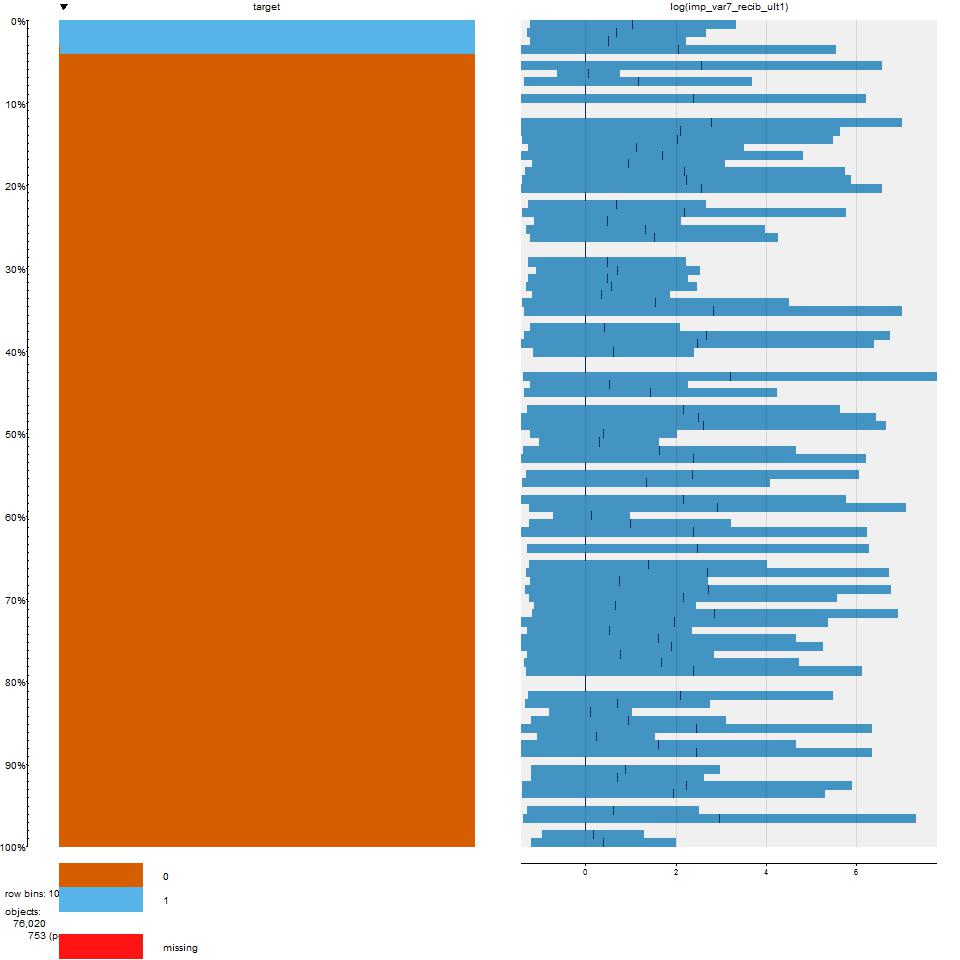 target
log(imp_var7_recib_ult1)
0%
10%
20%
30%
40%
50%
60%
70%
80%
90%
100%
0 2 4 6
0
row bins: 10
1
objects:
76,020
753 (p
missing